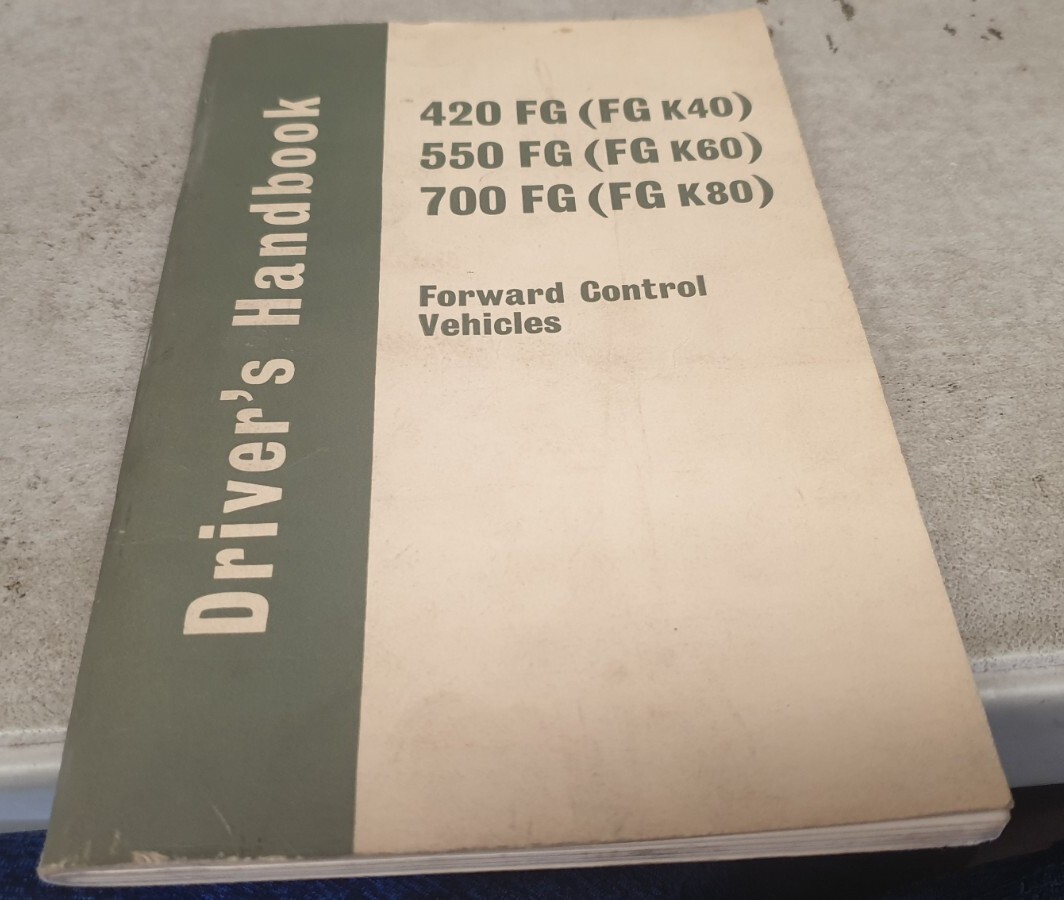 Driver's Handbook
420 FG (FG K40)
550 FG (FG K60)
700 FG (FG K80)
Forward Control
Vehicles